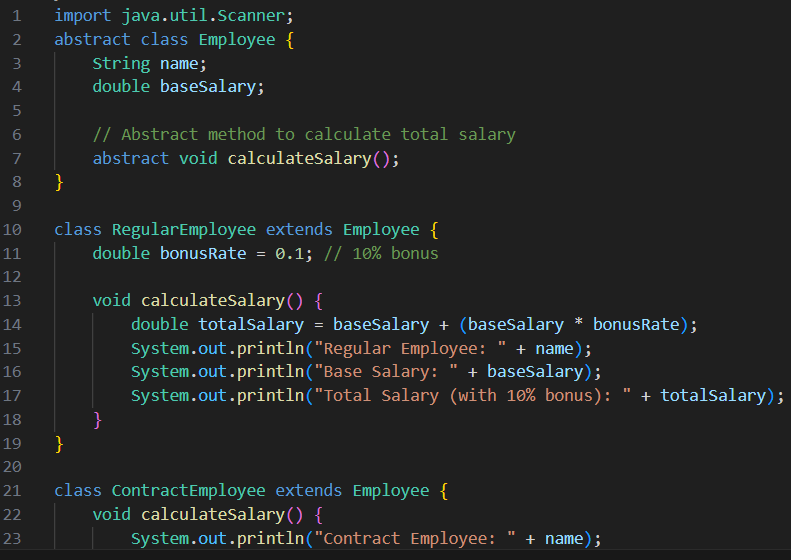 1 import java.util.Scanner;
2 abstract class Employee {
3     String name;
4     double baseSalary;
5
6     // Abstract method to calculate total salary
7     abstract void calculateSalary();
8 }
9
10 class RegularEmployee extends Employee {
11     double bonusRate = 0.1; // 10% bonus
12
13     void calculateSalary() {
14         double totalSalary = baseSalary + (baseSalary * bonusRate);
15         System.out.println("Regular Employee: " + name);
16         System.out.println("Base Salary: " + baseSalary);
17         System.out.println("Total Salary (with 10% bonus): " + totalSalary);
18     }
19 }
20
21 class ContractEmployee extends Employee {
22     void calculateSalary() {
23         System.out.println("Contract Employee: " + name);